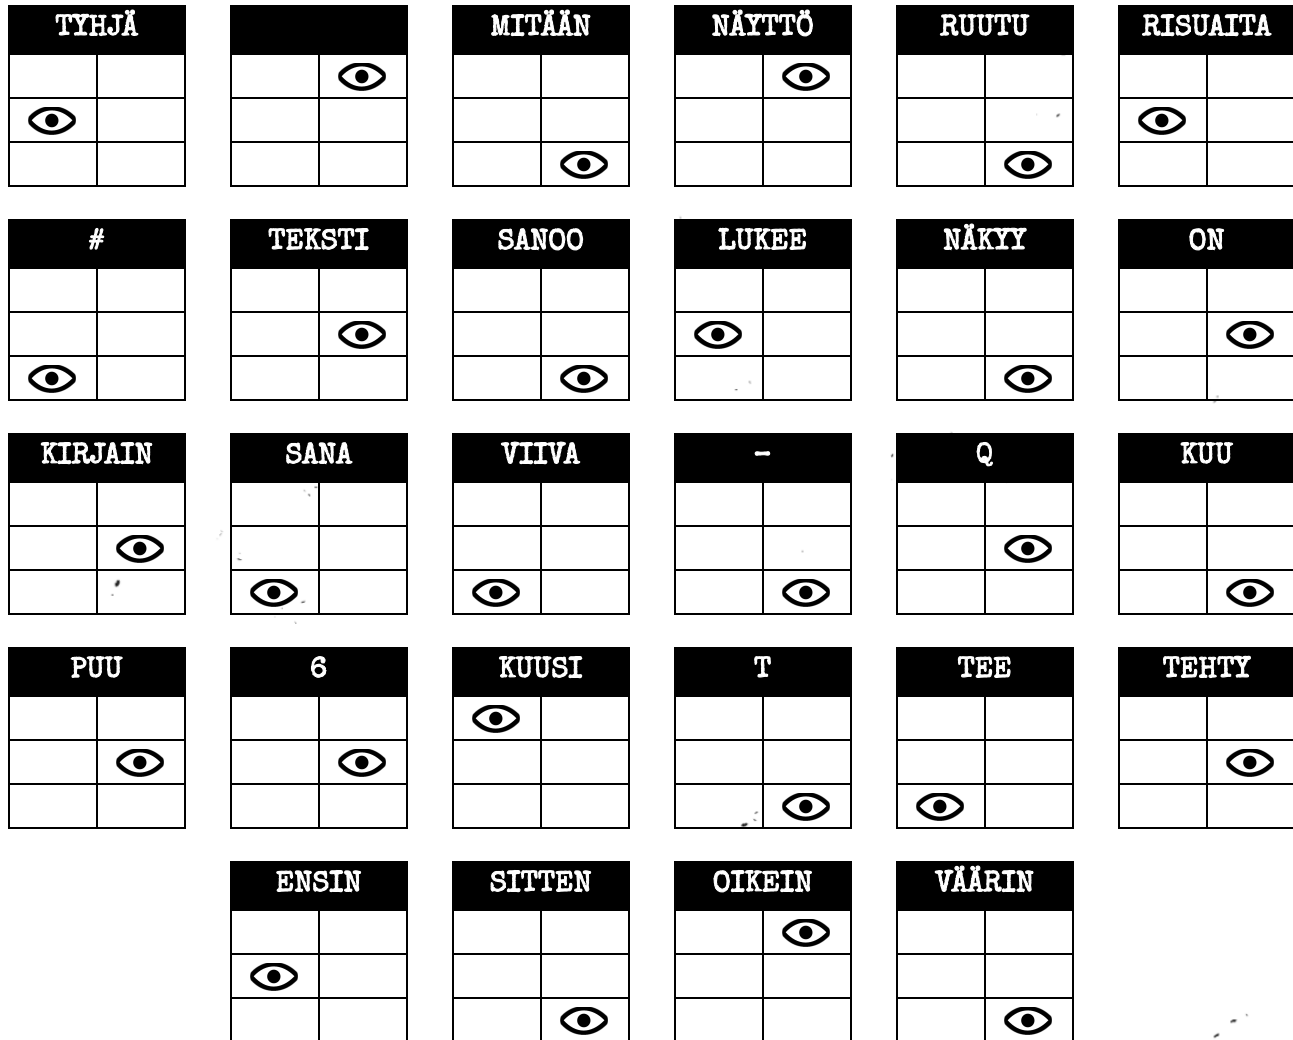 TYHJÄ MITÄÄN NÄYTTÖ RUUTU RISUAITA
# TEKSTI SANOO LUKEE NÄKYY ON
KIRJAIN SANA VIIVA – Q KUU
PUU 6 KUUSI T TEE TEHTY
ENSIN SITTEN OIKEIN VÄÄRIN